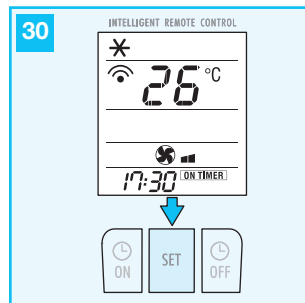 30
INTELLIGENT REMOTE CONTROL
26 °C
17:30 ON TIMER
ON
SET
OFF